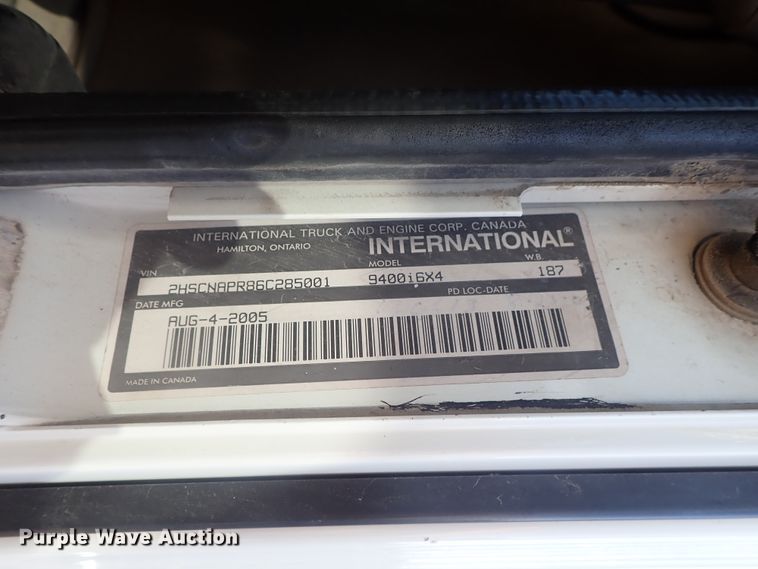 INTERNATIONAL TRUCK AND ENGINE CORP. CANADA
HAMILTON, ONTARIO
INTERNATIONAL®
VIN MODEL W.B.
2HSCNAPR86C285001 9400i6X4 187
DATE MFG PD LOC-DATE
AUG-4-2005
MADE IN CANADA
Purple Wave Auction